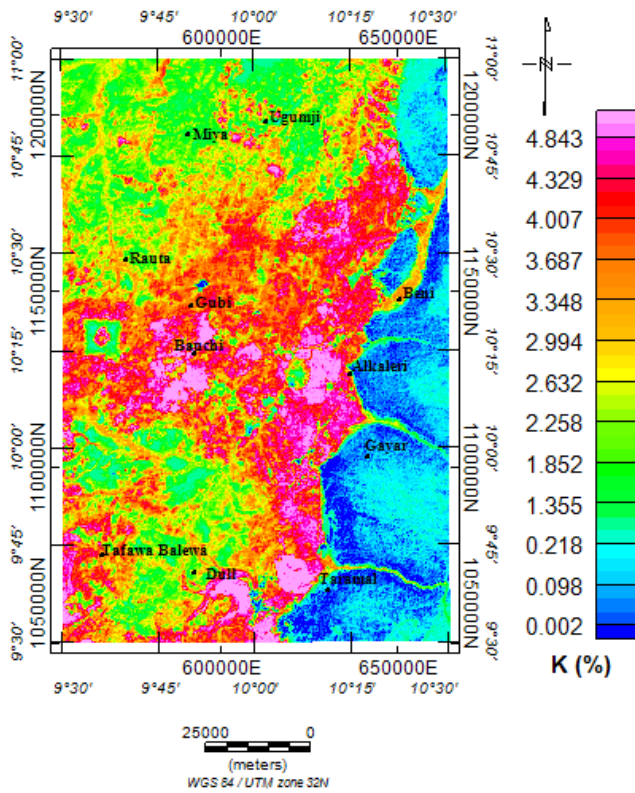 9°30' 9°45' 10°00' 10°15' 10°30'
600000E 650000E
11°00' 11°00'
1200000N 1200000N
10°45' 10°45'
10°30' 10°30'
1150000N 1150000N
10°15' 10°15'
10°00' 10°00'
1100000N 1100000N
9°45' 9°45'
1050000N 1050000N
9°30' 9°30'
Ugumji
Miya
Rauta
Beni
Gubi
Bauchi
Alkaleri
Gayar
Tafawa Balewa
Dull
600000E 650000E
9°30' 9°45' 10°00' 10°15' 10°30'
N
4.843
4.329
4.007
3.687
3.348
2.994
2.632
2.258
1.852
1.355
0.218
0.098
0.002
K (%)
25000 0
(meters)
WGS 84 / UTM zone 32N